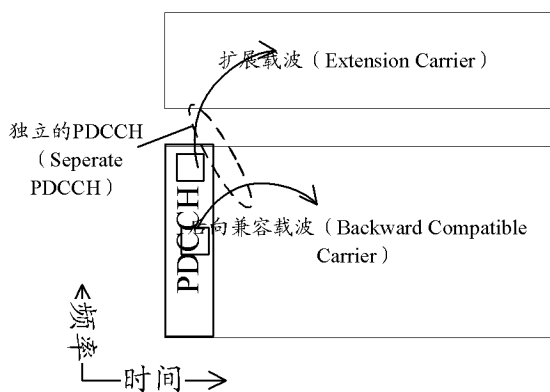 扩展载波（Extension Carrier）
独立的PDCCH
（Seperate
PDCCH）
PDCCH
后向兼容载波（Backward Compatible
Carrier）
频率
时间